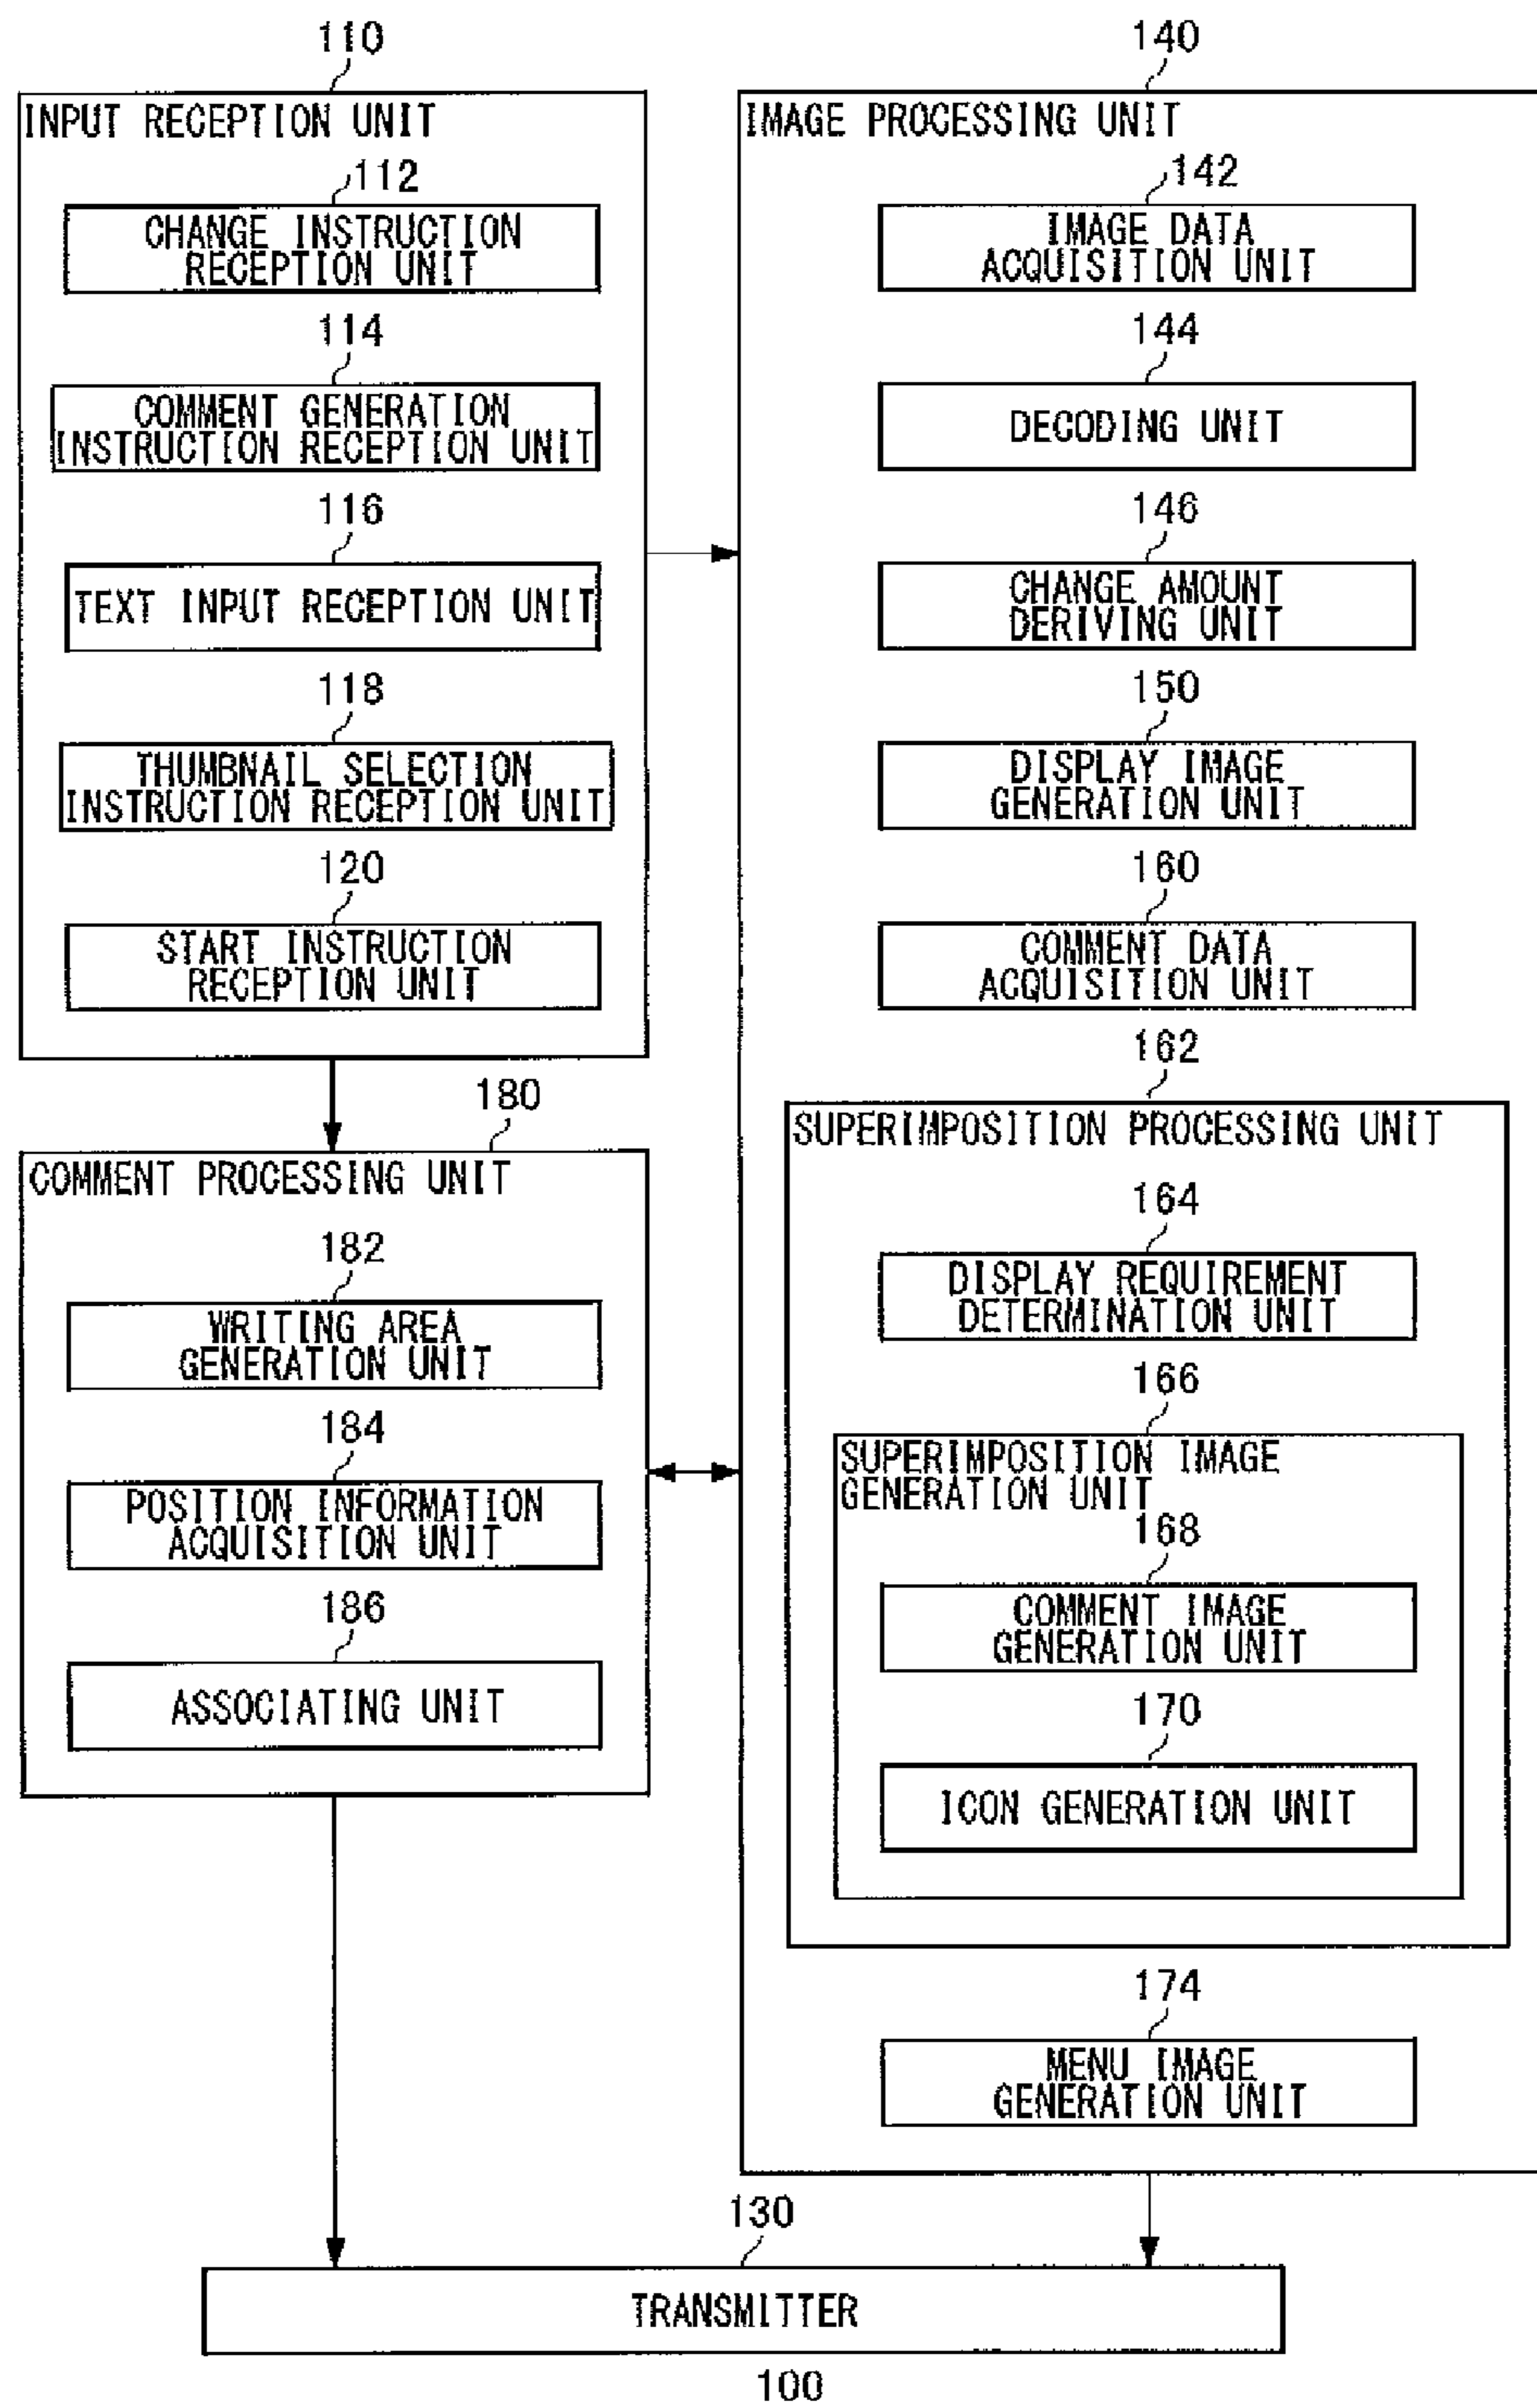 110
INPUT RECEPTION UNIT
112
CHANGE INSTRUCTION
RECEPTION UNIT
114
COMMENT GENERATION
INSTRUCTION RECEPTION UNIT
116
TEXT INPUT RECEPTION UNIT
118
THUMBNAIL SELECTION
INSTRUCTION RECEPTION UNIT
120
START INSTRUCTION
RECEPTION UNIT
180
COMMENT PROCESSING UNIT
182
WRITING AREA
GENERATION UNIT
184
POSITION INFORMATION
ACQUISITION UNIT
186
ASSOCIATING UNIT
140
IMAGE PROCESSING UNIT
142
IMAGE DATA
ACQUISITION UNIT
144
DECODING UNIT
146
CHANGE AMOUNT
DERIVING UNIT
150
DISPLAY IMAGE
GENERATION UNIT
160
COMMENT DATA
ACQUISITION UNIT
162
SUPERIMPOSITION PROCESSING UNIT
164
DISPLAY REQUIREMENT
DETERMINATION UNIT
166
SUPERIMPOSITION IMAGE
GENERATION UNIT
168
COMMENT IMAGE
GENERATION UNIT
170
ICON GENERATION UNIT
174
MENU IMAGE
GENERATION UNIT
130
TRANSMITTER
100